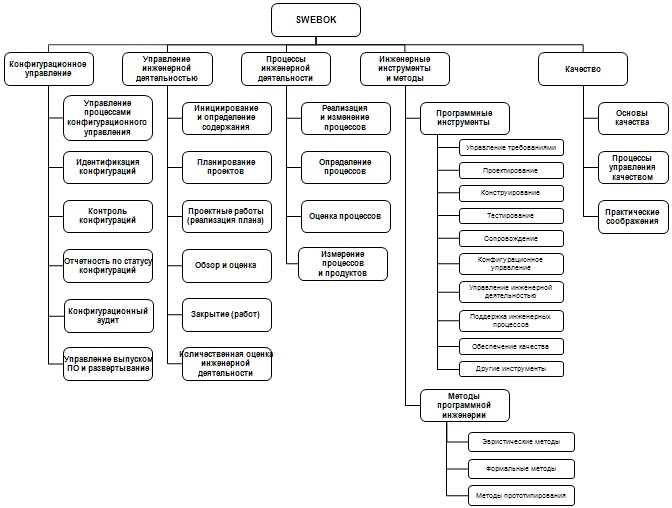 SWEBOK
Конфигурационное
управление
Управление
инженерной
деятельностью
Процессы
инженерной
деятельности
Инженерные
инструменты
и методы
Качество
Управление
процессами
конфигурационного
управления
Идентификация
конфигураций
Контроль
конфигураций
Отчетность по статусу
конфигураций
Конфигурационный
аудит
Управление выпуском
ПО и развертывание
Инициирование
и определение
содержания
Планирование
проектов
Проектные работы
(реализация плана)
Обзор и оценка
Закрытие (работ)
Количественная оценка
инженерной
деятельности
Реализация
и изменение
процессов
Определение
процессов
Оценка процессов
Измерение
процессов
и продуктов
Программные
инструменты
Управление требованиями
Проектирование
Конструирование
Тестирование
Сопровождение
Конфигурационное
управление
Управление инженерной
деятельностью
Поддержка инженерных
процессов
Обеспечение качества
Другие инструменты
Методы
программной
инженерии
Эвристические методы
Формальные методы
Методы прототипирования
Основы
качества
Процессы
управления
качеством
Практические
соображения